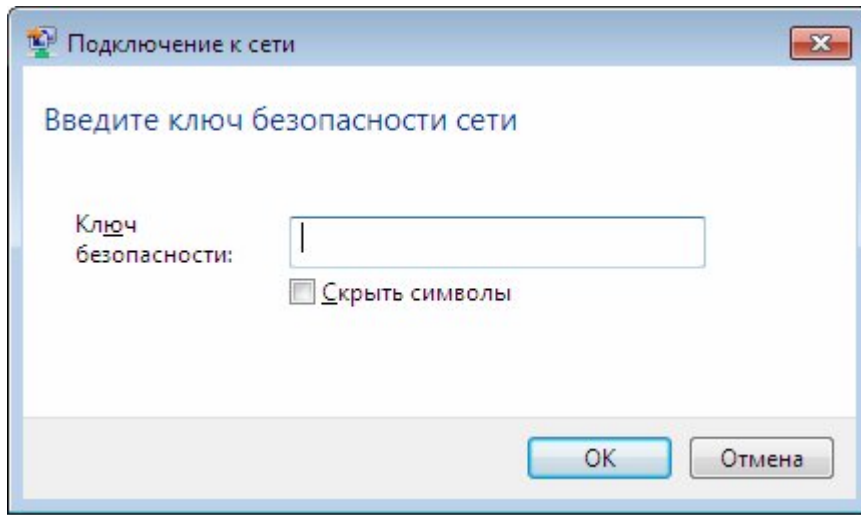 Подключение к сети
Введите ключ безопасности сети
Ключ
безопасности:
Скрыть символы
OK
Отмена